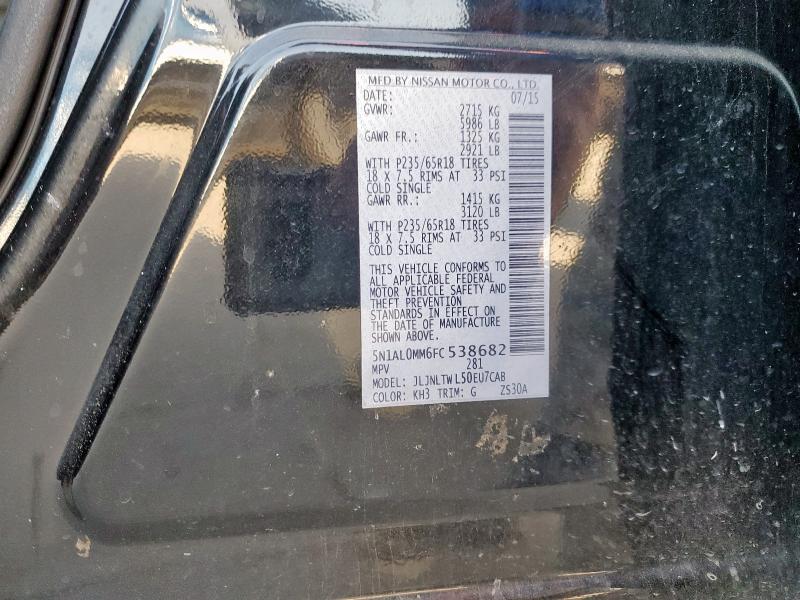 MFD BY NISSAN MOTOR CO., LTD.
DATE: 07/15
GVWR: 2715 KG
5986 LB
GAWR FR.: 1325 KG
2921 LB
WITH P235/65R18 TIRES
18 X 7.5 RIMS AT 33 PSI
COLD SINGLE
GAWR RR.: 1415 KG
3120 LB
WITH P235/65R18 TIRES
18 X 7.5 RIMS AT 33 PSI
COLD SINGLE
THIS VEHICLE CONFORMS TO
ALL APPLICABLE FEDERAL
MOTOR VEHICLE SAFETY AND
THEFT PREVENTION
STANDARDS IN EFFECT ON
THE DATE OF MANUFACTURE
SHOWN ABOVE.
5N1AL0MM6FC538682
MPV 281
MODEL: JLJNLTWL50EU7CAB
COLOR: KH3 TRIM: G ZS30A